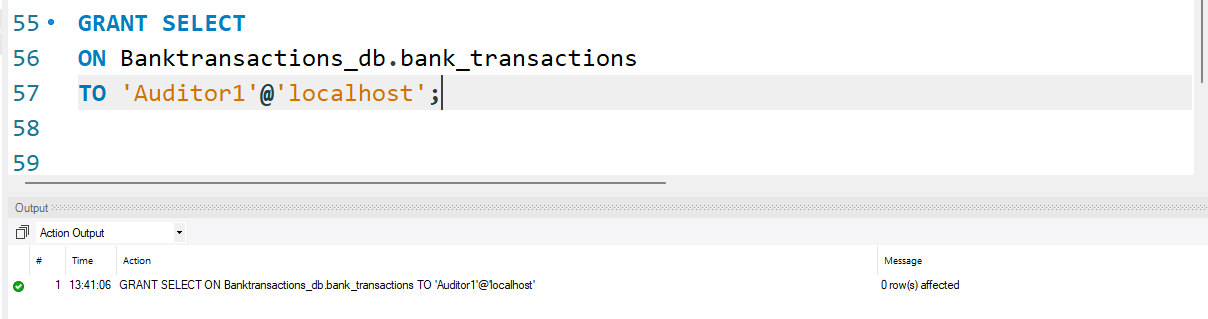 55 GRANT SELECT
56 ON Banktransactions_db.bank_transactions
57 TO 'Auditor1'@'localhost';
58
59
Output
Action Output
# Time Action Message
1 13:41:06 GRANT SELECT ON Banktransactions_db.bank_transactions TO 'Auditor1'@'localhost' 0 row(s) affected